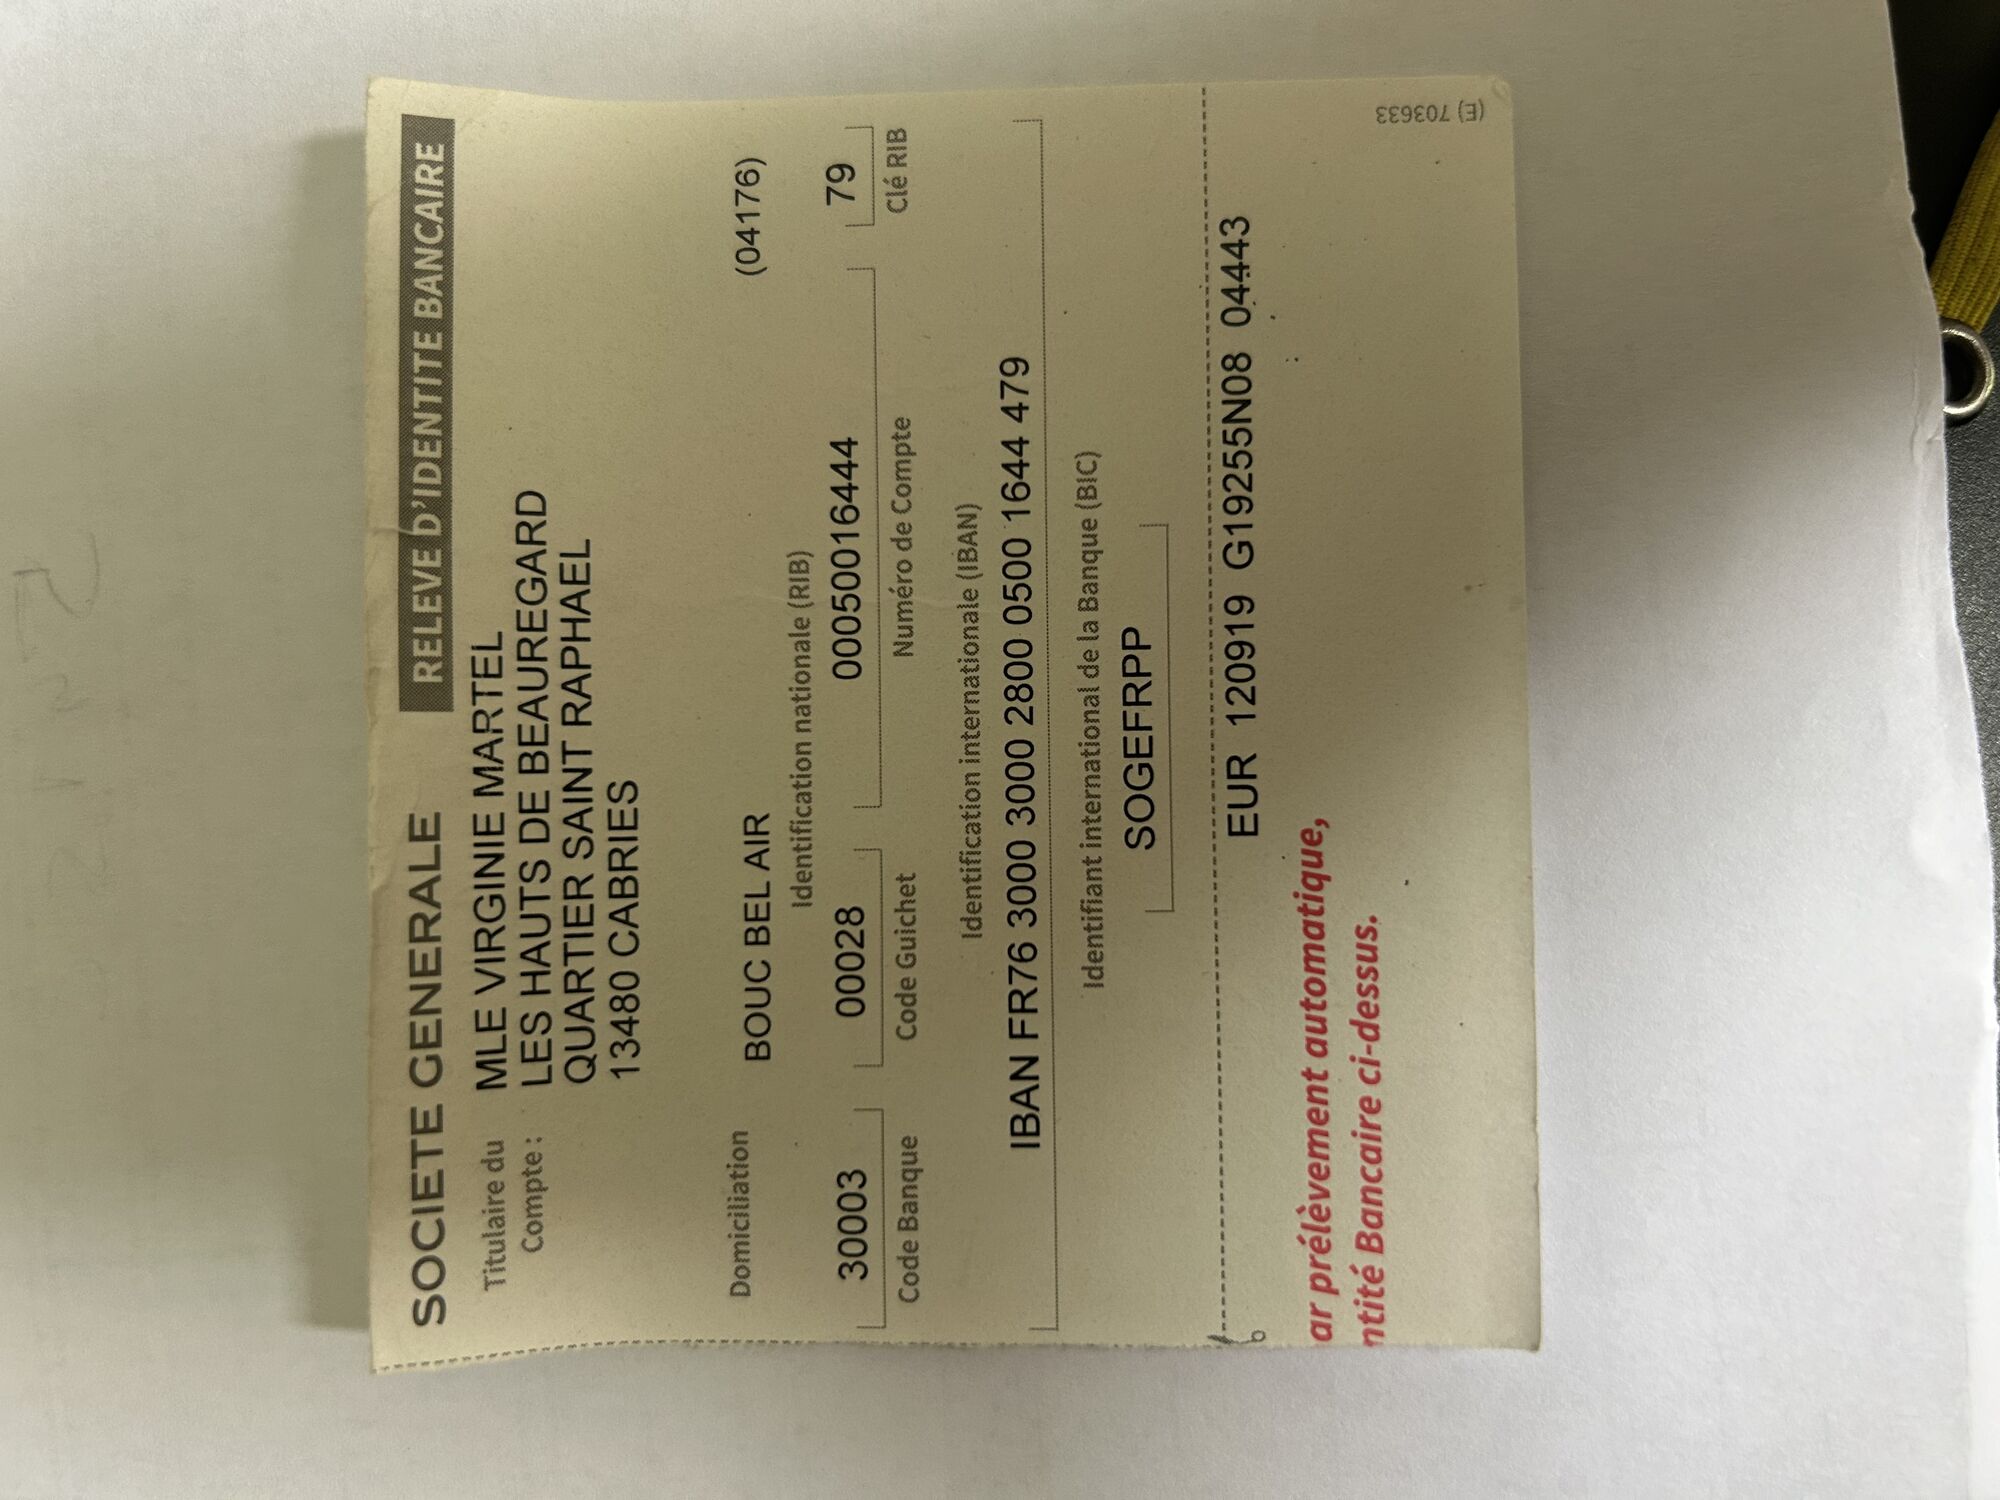 SOCIETE GENERALE RELEVE D'IDENTITE BANCAIRE
Titulaire du Compte : MLE VIRGINIE MARTEL
LES HAUTS DE BEAUREGARD
QUARTIER SAINT RAPHAEL
13480 CABRIES
Domiciliation BOUC BEL AIR (04176)
Identification nationale (RIB)
30003 00028 00050016444 79
Code Banque Code Guichet Numéro de Compte Clé RIB
Identification internationale (IBAN)
IBAN FR76 3000 3000 2800 0500 1644 479
Identifiant international de la Banque (BIC)
SOGEFRPP
EUR 120919 G19255N08 04443
ar prélèvement automatique,
ntité Bancaire ci-dessus.
(E) 703633